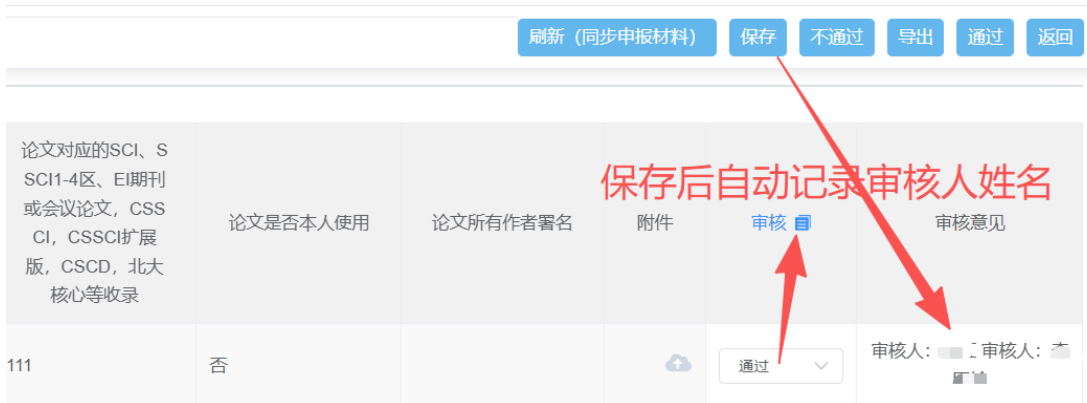 刷新（同步申报材料）
保存
不通过
导出
通过
返回
论文对应的SCI、S
SCI1-4区、EI期刊
或会议论文，CSS
CI，CSSCI扩展
版，CSCD，北大
核心等收录
论文是否本人使用
论文所有作者署名
附件
审核
审核意见
保存后自动记录审核人姓名
111
否
通过
审核人：
审核人：